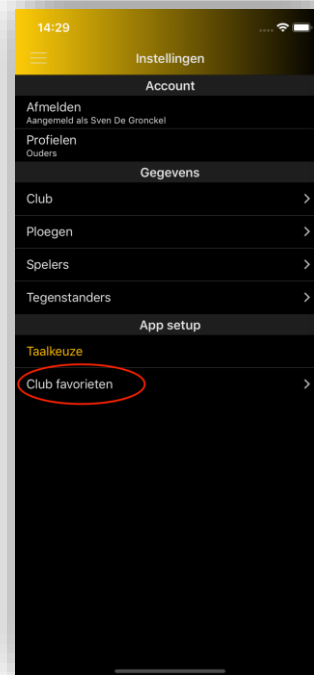 14:29
Instellingen
Account
Afmelden
Aangemeld als Sven De Gronckel
Profielen
Ouders
Gegevens
Club
Ploegen
Spelers
Tegenstanders
App setup
Taalkeuze
Club favorieten